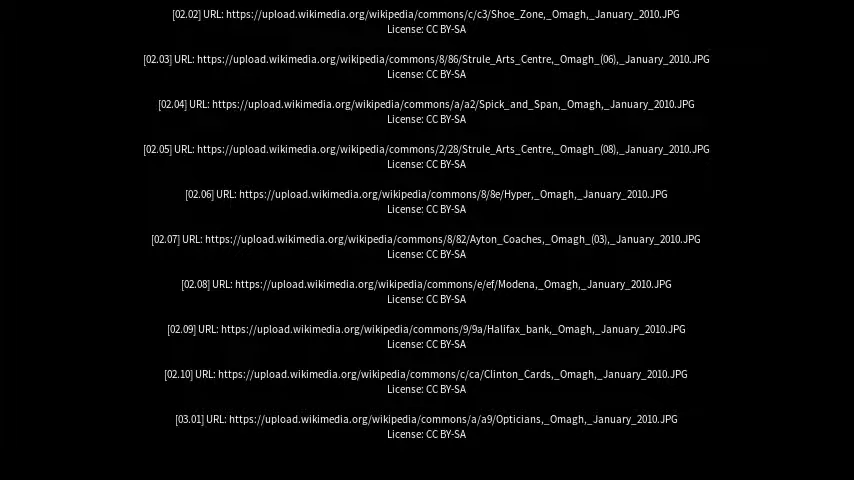 [02.02] URL: https://upload.wikimedia.org/wikipedia/commons/c/c3/Shoe_Zone,_Omagh,_January_2010.JPG
License: CC BY-SA
[02.03] URL: https://upload.wikimedia.org/wikipedia/commons/8/86/Strule_Arts_Centre,_Omagh_(06),_January_2010.JPG
License: CC BY-SA
[02.04] URL: https://upload.wikimedia.org/wikipedia/commons/a/a2/Spick_and_Span,_Omagh,_January_2010.JPG
License: CC BY-SA
[02.05] URL: https://upload.wikimedia.org/wikipedia/commons/2/28/Strule_Arts_Centre,_Omagh_(08),_January_2010.JPG
License: CC BY-SA
[02.06] URL: https://upload.wikimedia.org/wikipedia/commons/8/8e/Hyper,_Omagh,_January_2010.JPG
License: CC BY-SA
[02.07] URL: https://upload.wikimedia.org/wikipedia/commons/8/82/Ayton_Coaches,_Omagh_(03),_January_2010.JPG
License: CC BY-SA
[02.08] URL: https://upload.wikimedia.org/wikipedia/commons/e/ef/Modena,_Omagh,_January_2010.JPG
License: CC BY-SA
[02.09] URL: https://upload.wikimedia.org/wikipedia/commons/9/9a/Halifax_bank,_Omagh,_January_2010.JPG
License: CC BY-SA
[02.10] URL: https://upload.wikimedia.org/wikipedia/commons/c/ca/Clinton_Cards,_Omagh,_January_2010.JPG
License: CC BY-SA
[03.01] URL: https://upload.wikimedia.org/wikipedia/commons/a/a9/Opticians,_Omagh,_January_2010.JPG
License: CC BY-SA